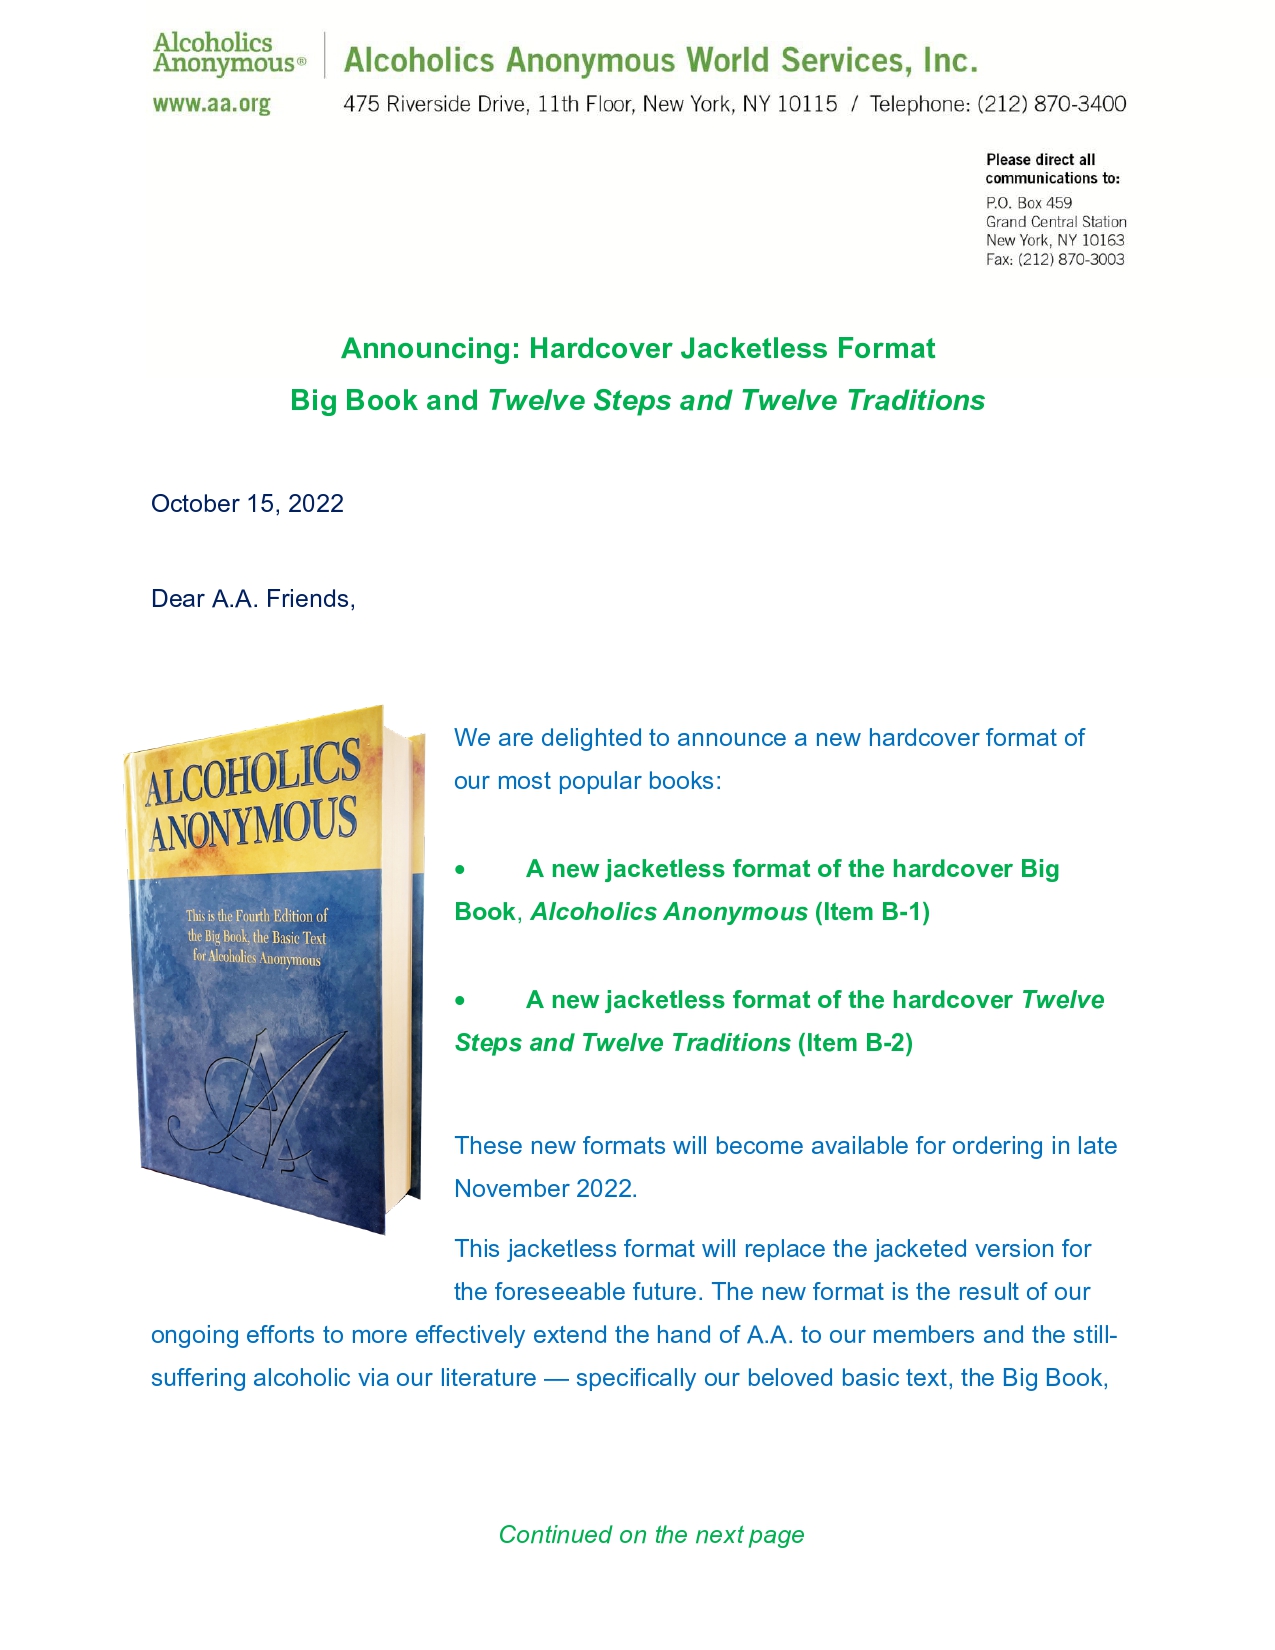 Alcoholics
Anonymous®
www.aa.org
Alcoholics Anonymous World Services, Inc.
475 Riverside Drive, 11th Floor, New York, NY 10115 / Telephone: (212) 870-3400
Please direct all
communications to:
P.O. Box 459
Grand Central Station
New York, NY 10163
Fax: (212) 870-3003
Announcing: Hardcover Jacketless Format
Big Book and Twelve Steps and Twelve Traditions
October 15, 2022
Dear A.A. Friends,
ALCOHOLICS
ANONYMOUS
This is the Fourth Edition of
the Big Book, the Basic Text
for Alcoholics Anonymous
AA
We are delighted to announce a new hardcover format of
our most popular books:
• A new jacketless format of the hardcover Big
Book, Alcoholics Anonymous (Item B-1)
• A new jacketless format of the hardcover Twelve
Steps and Twelve Traditions (Item B-2)
These new formats will become available for ordering in late
November 2022.
This jacketless format will replace the jacketed version for
the foreseeable future. The new format is the result of our
ongoing efforts to more effectively extend the hand of A.A. to our members and the still-
suffering alcoholic via our literature — specifically our beloved basic text, the Big Book,
Continued on the next page